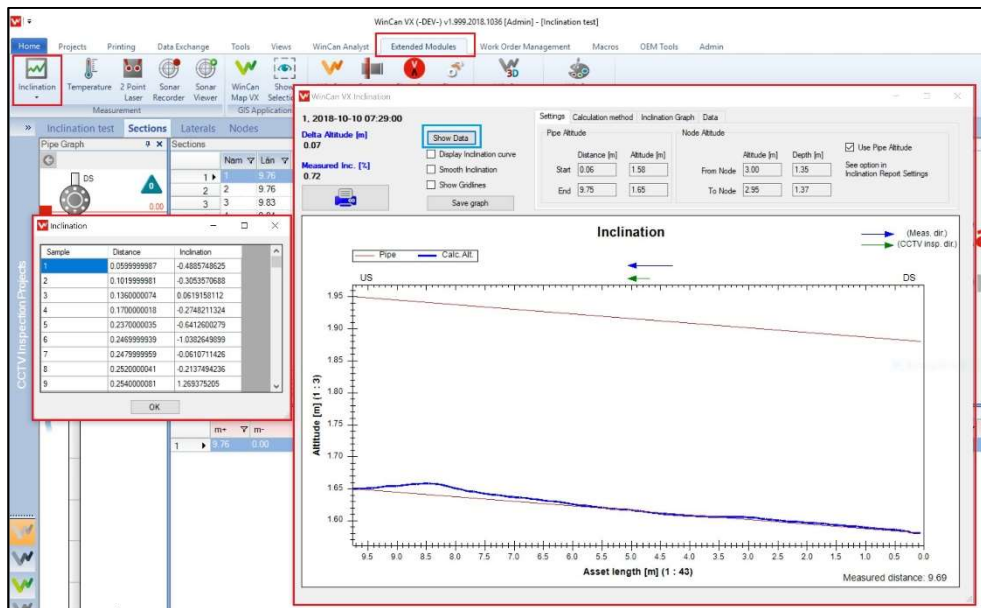 WinCan VX (-DEV-) v1.999.2018.1036 [Admin] - [Inclination test]
Home Projects Printing Data Exchange Tools Views WinCan Analyst Extended Modules Work Order Management Macros OEM Tools Admin
Inclination Temperature 2 Point Laser Sonar Recorder Sonar Viewer WinCan Map VX Show Selectio
Measurement GIS Application
» Inclination test Sections Laterals Nodes
Pipe Graph Sections
Nam Län
DS
0
0.00
1 1 9.76
2 2 9.76
3 3 9.83
CCTV Inspection Projects
m+ m-
1 9.76 0.00
Inclination
Sample Distance Inclination
1 0.0599999987 -0.4885748625
2 0.1019999981 -0.3053570688
3 0.1360000074 0.0619158112
4 0.1700000018 -0.2748211324
5 0.2370000035 -0.6412600279
6 0.2469999939 -1.0382649899
7 0.2479999959 -0.0610711426
8 0.2520000041 -0.2137494236
9 0.2540000081 1.269375205
OK
WinCan VX Inclination
1, 2018-10-10 07:29:00
Delta Altitude [m]
0.07
Measured Inc. [%]
0.72
Show Data
Display Inclination curve
Smooth Inclination
Show Gridlines
Save graph
Settings Calculation method Inclination Graph Data
Pipe Altitude
Distance [m] Altitude [m]
Start 0.06 1.58
End 9.75 1.65
Node Altitude
Altitude [m] Depth [m]
From Node 3.00 1.35
To Node 2.95 1.37
Use Pipe Altitude
See option in
Inclination Report Settings
Inclination
(Meas. dir.)
(CCTV insp. dir.)
Pipe Calc.Alt.
US DS
Altitude [m] (1 : 3)
1.95
1.90
1.85
1.80
1.75
1.70
1.65
1.60
9.5 9.0 8.5 8.0 7.5 7.0 6.5 6.0 5.5 5.0 4.5 4.0 3.5 3.0 2.5 2.0 1.5 1.0 0.5 0.0
Asset length [m] (1 : 43)
Measured distance: 9.69